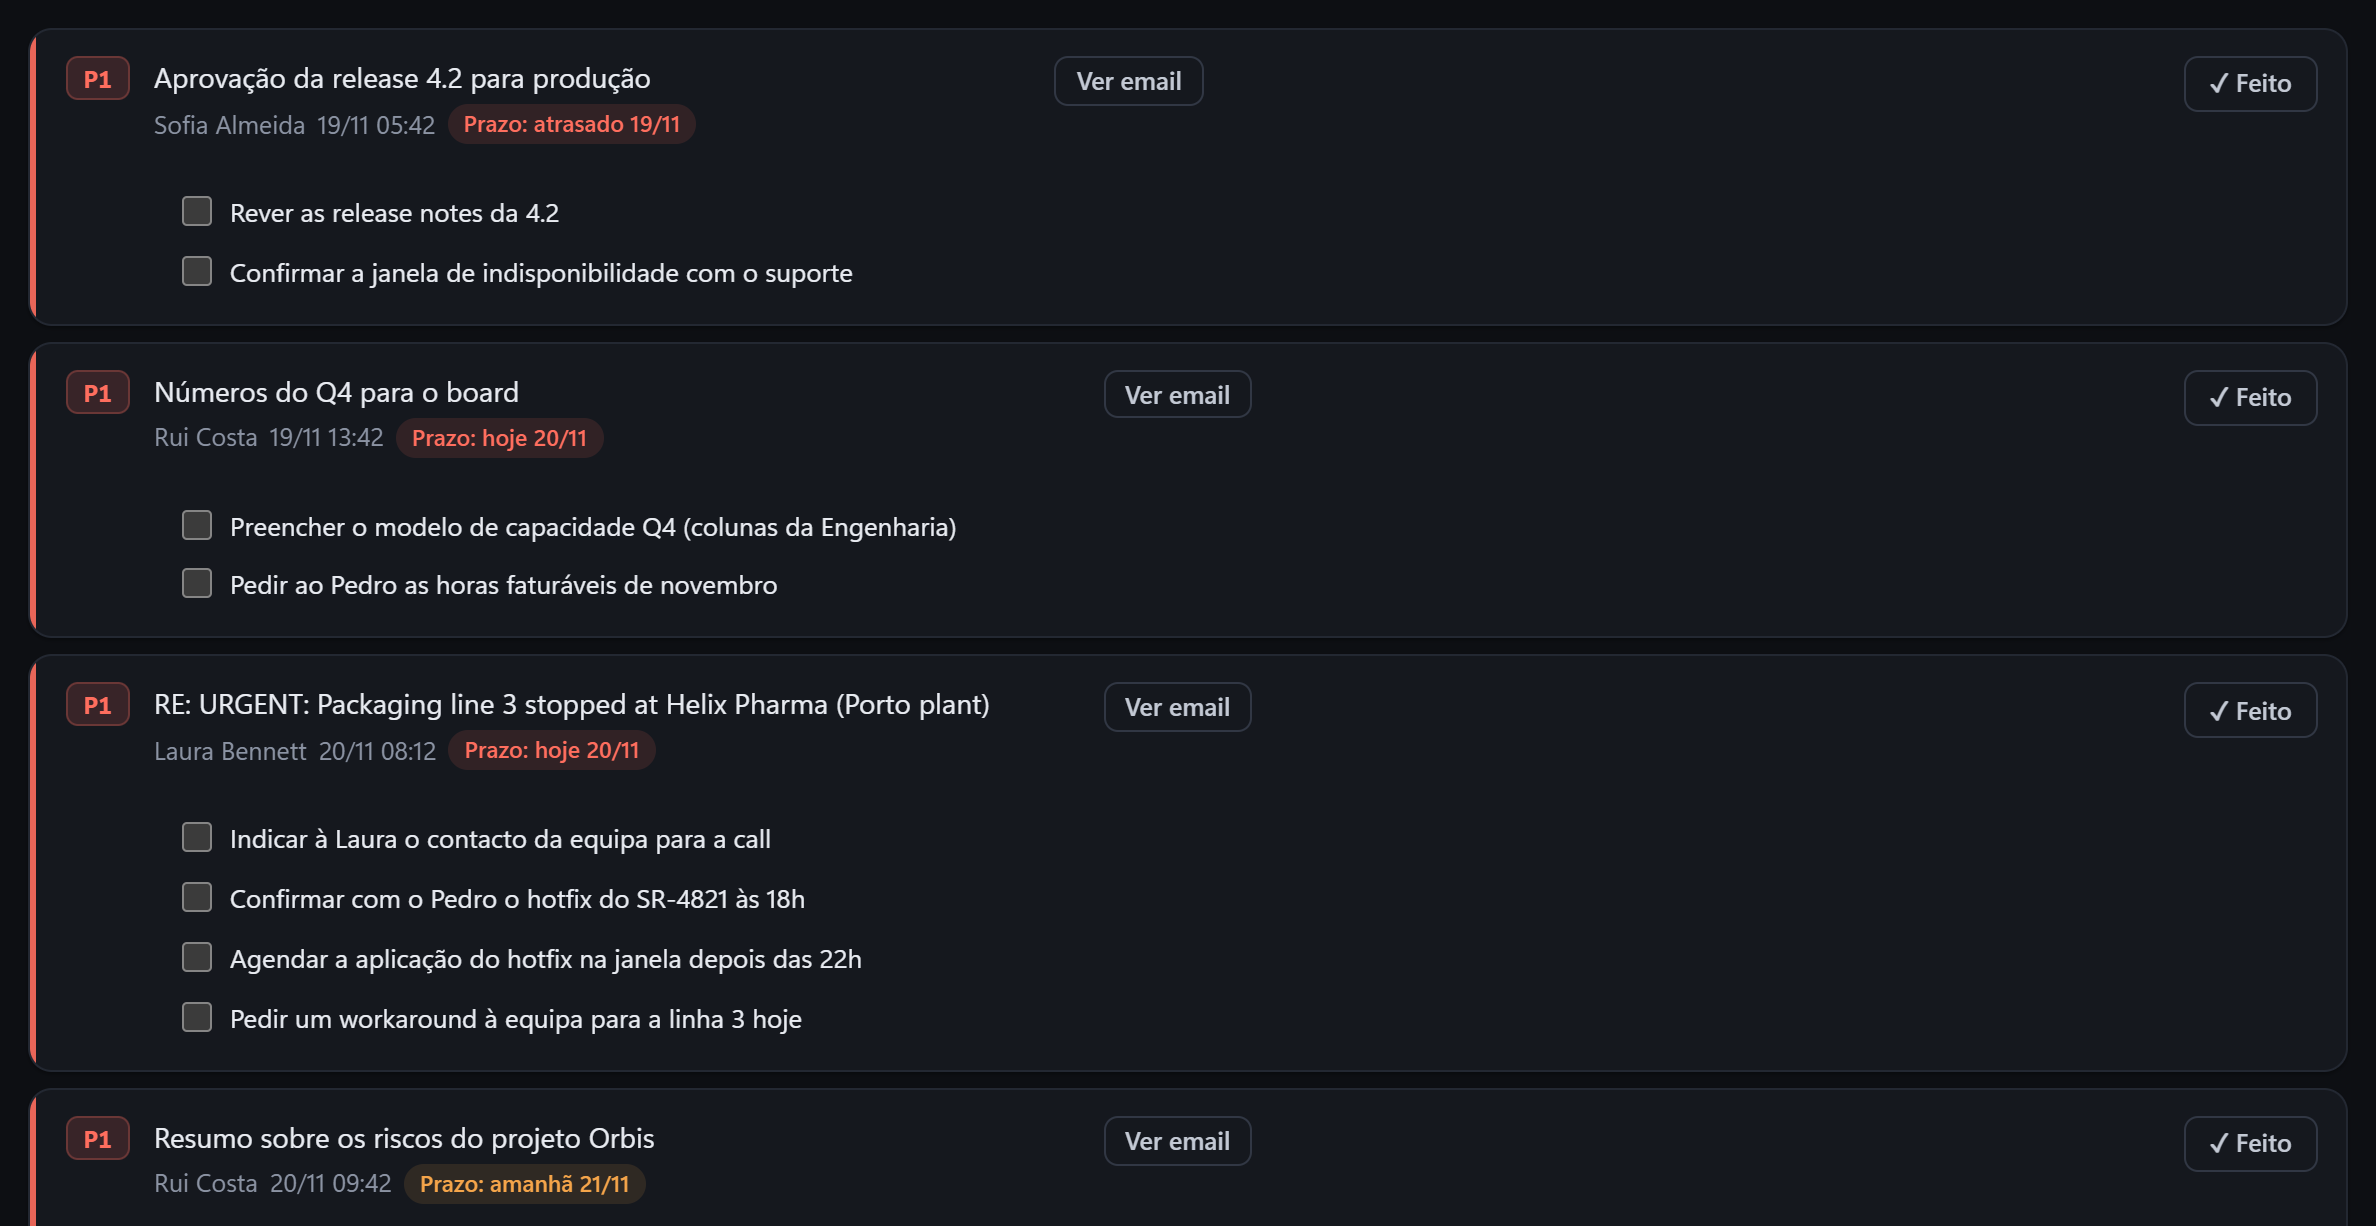 P1 Aprovação da release 4.2 para produção Ver email ✓ Feito
Sofia Almeida 19/11 05:42 Prazo: atrasado 19/11
Rever as release notes da 4.2
Confirmar a janela de indisponibilidade com o suporte
P1 Números do Q4 para o board Ver email ✓ Feito
Rui Costa 19/11 13:42 Prazo: hoje 20/11
Preencher o modelo de capacidade Q4 (colunas da Engenharia)
Pedir ao Pedro as horas faturáveis de novembro
P1 RE: URGENT: Packaging line 3 stopped at Helix Pharma (Porto plant) Ver email ✓ Feito
Laura Bennett 20/11 08:12 Prazo: hoje 20/11
Indicar à Laura o contacto da equipa para a call
Confirmar com o Pedro o hotfix do SR-4821 às 18h
Agendar a aplicação do hotfix na janela depois das 22h
Pedir um workaround à equipa para a linha 3 hoje
P1 Resumo sobre os riscos do projeto Orbis Ver email ✓ Feito
Rui Costa 20/11 09:42 Prazo: amanhã 21/11